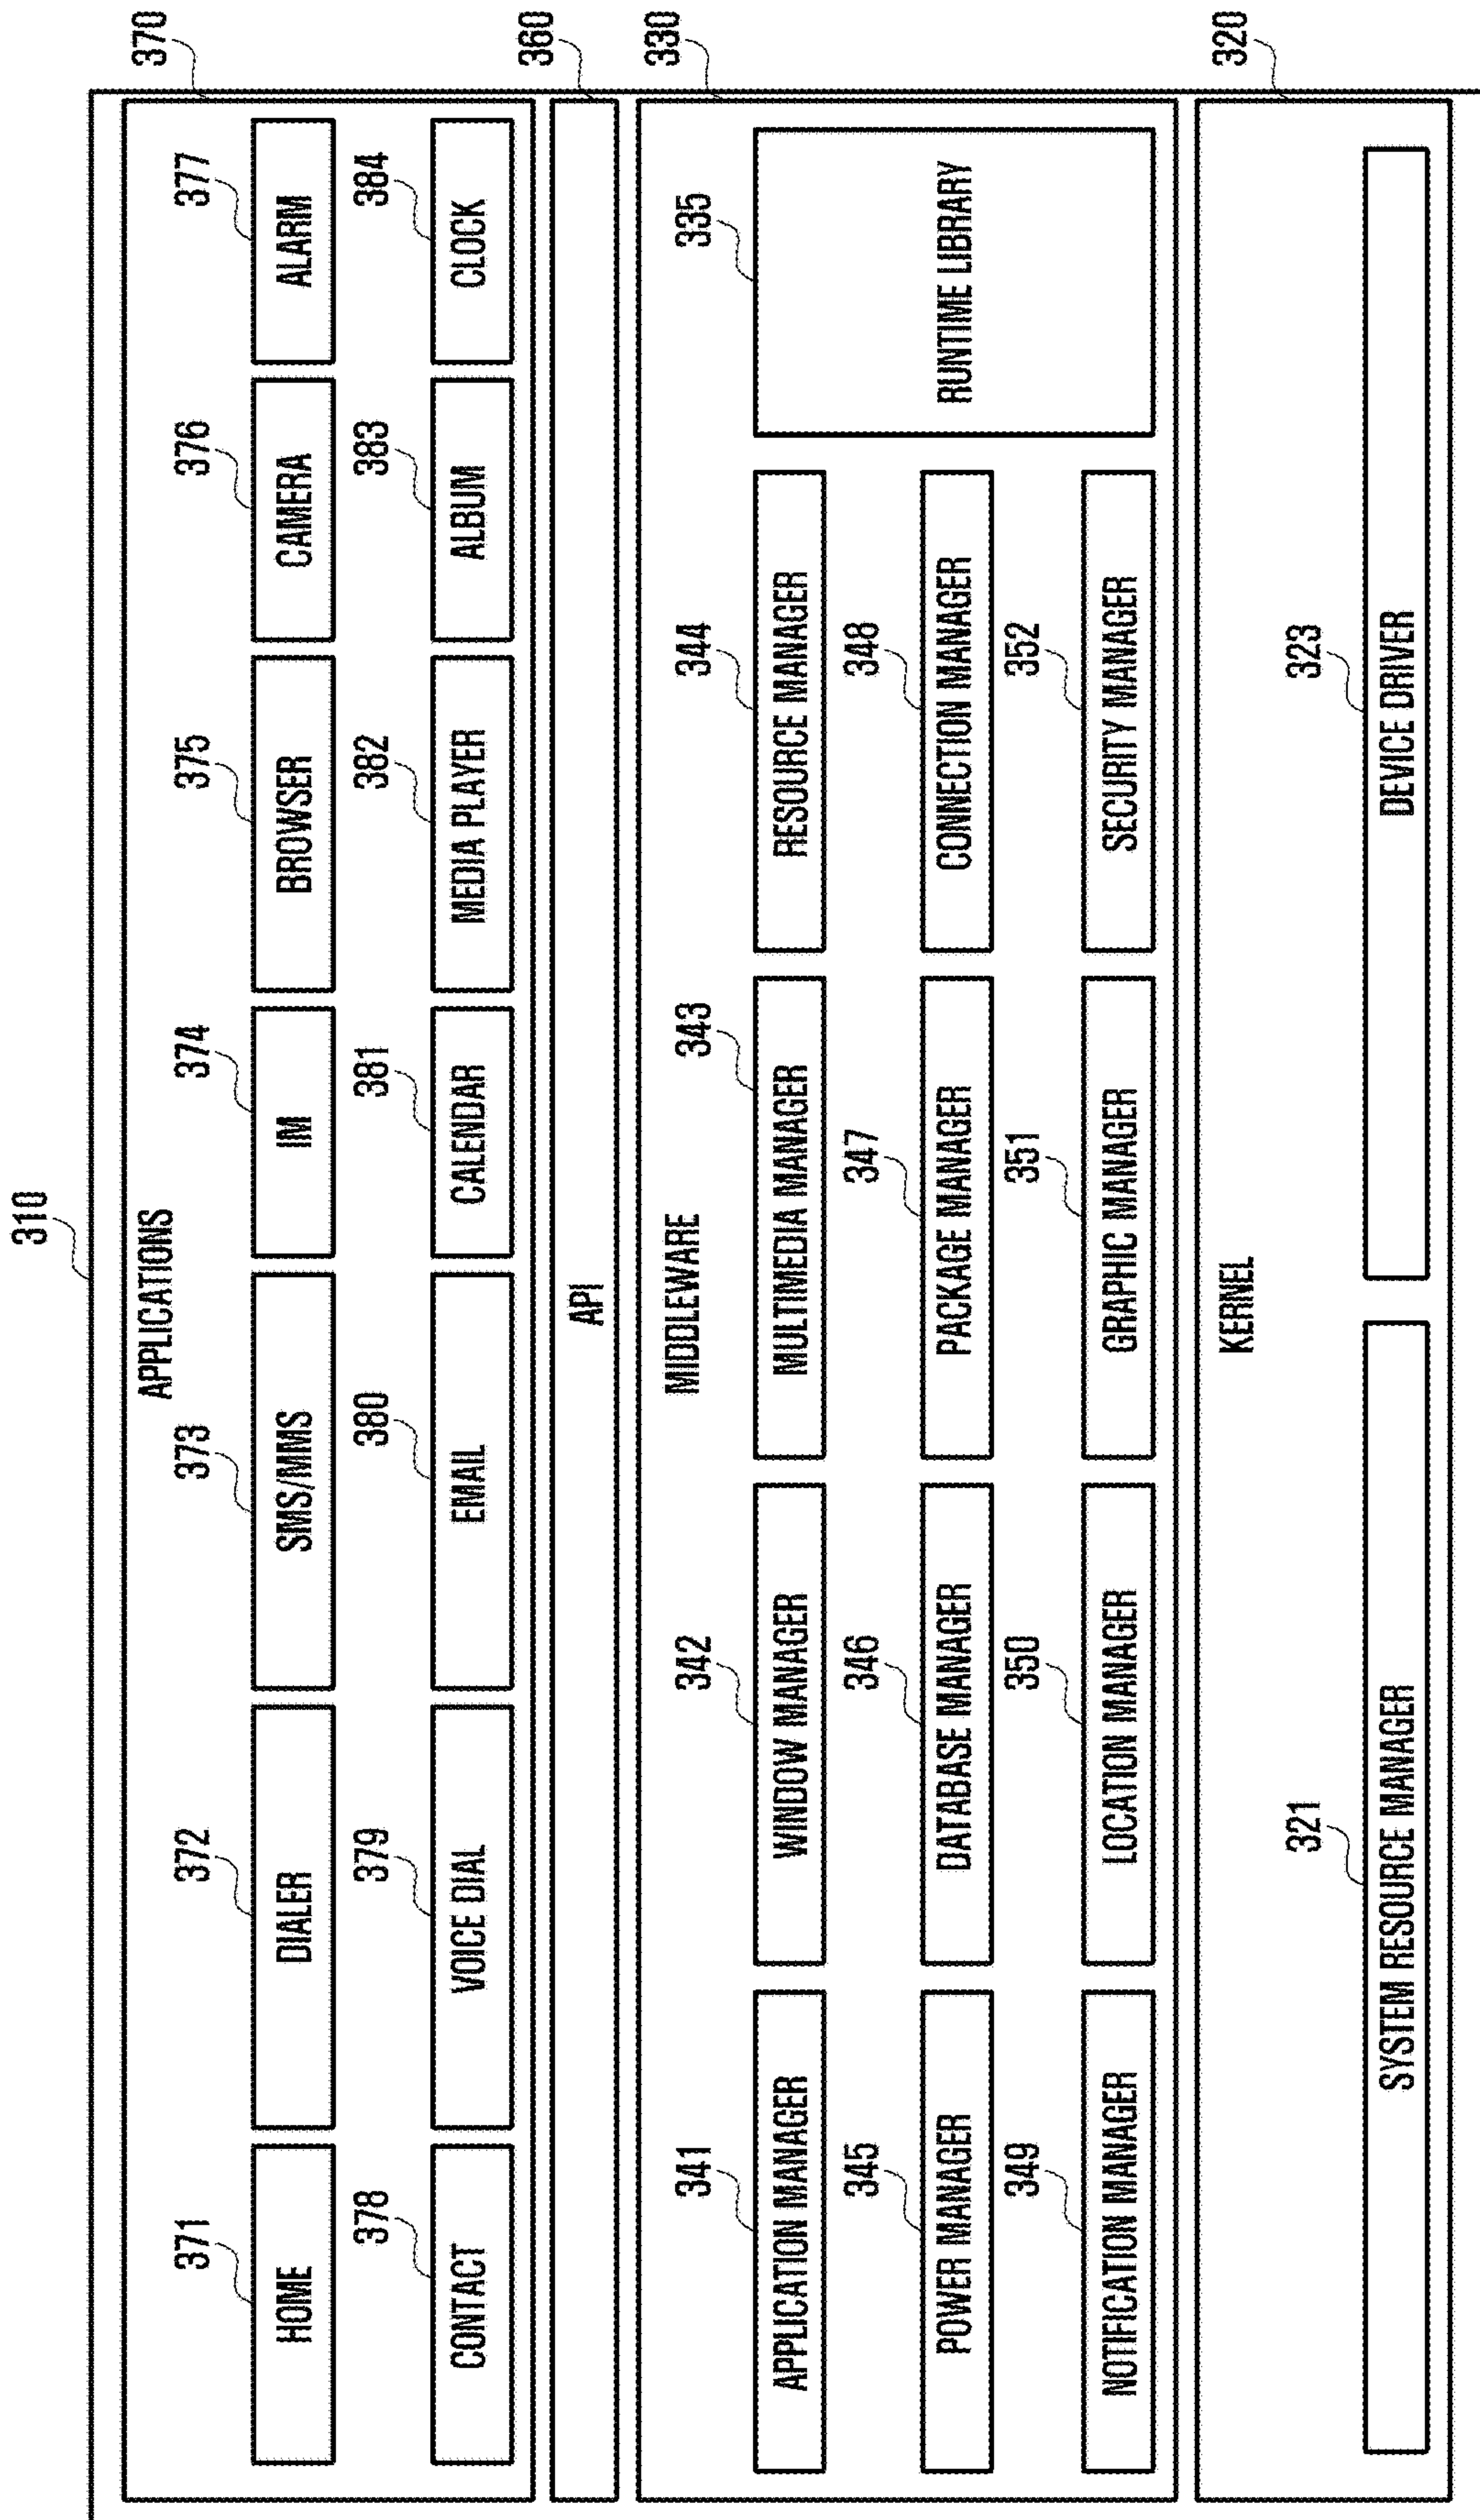 310
APPLICATIONS
370
371 372 373 374 375 376 377
HOME DIALER SMS/MMS IM BROWSER CAMERA ALARM
378 379 380 381 382 383 384
CONTACT VOICE DIAL EMAIL CALENDAR MEDIA PLAYER ALBUM CLOCK
360
API
330
MIDDLEWARE
341 342 343 344 335
APPLICATION MANAGER WINDOW MANAGER MULTIMEDIA MANAGER RESOURCE MANAGER
345 346 347 348
POWER MANAGER DATABASE MANAGER PACKAGE MANAGER CONNECTION MANAGER RUNTIME LIBRARY
349 350 351 352
NOTIFICATION MANAGER LOCATION MANAGER GRAPHIC MANAGER SECURITY MANAGER
320
KERNEL
321 323
SYSTEM RESOURCE MANAGER DEVICE DRIVER